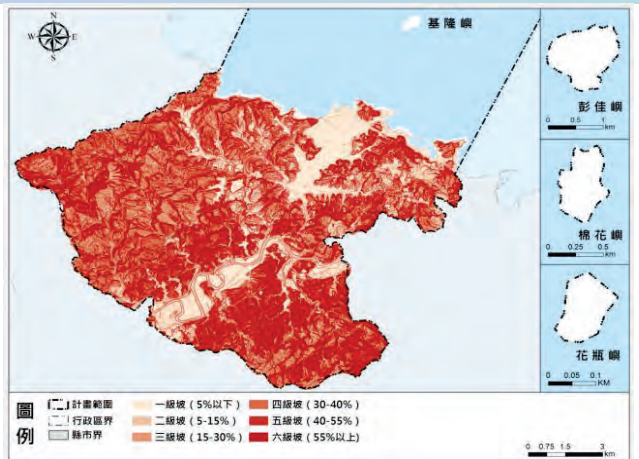 N
W E
S
基隆嶼
彭佳嶼
0 0.5 1
km
棉花嶼
0 0.25 0.5
km
花瓶嶼
0 0.05 0.1
KM
圖例
計畫範圍
行政區界
縣市界
一級坡（5%以下）
二級坡（5-15%）
三級坡（15-30%）
四級坡（30-40%）
五級坡（40-55%）
六級坡（55%以上）
0 0.75 1.5 3
km